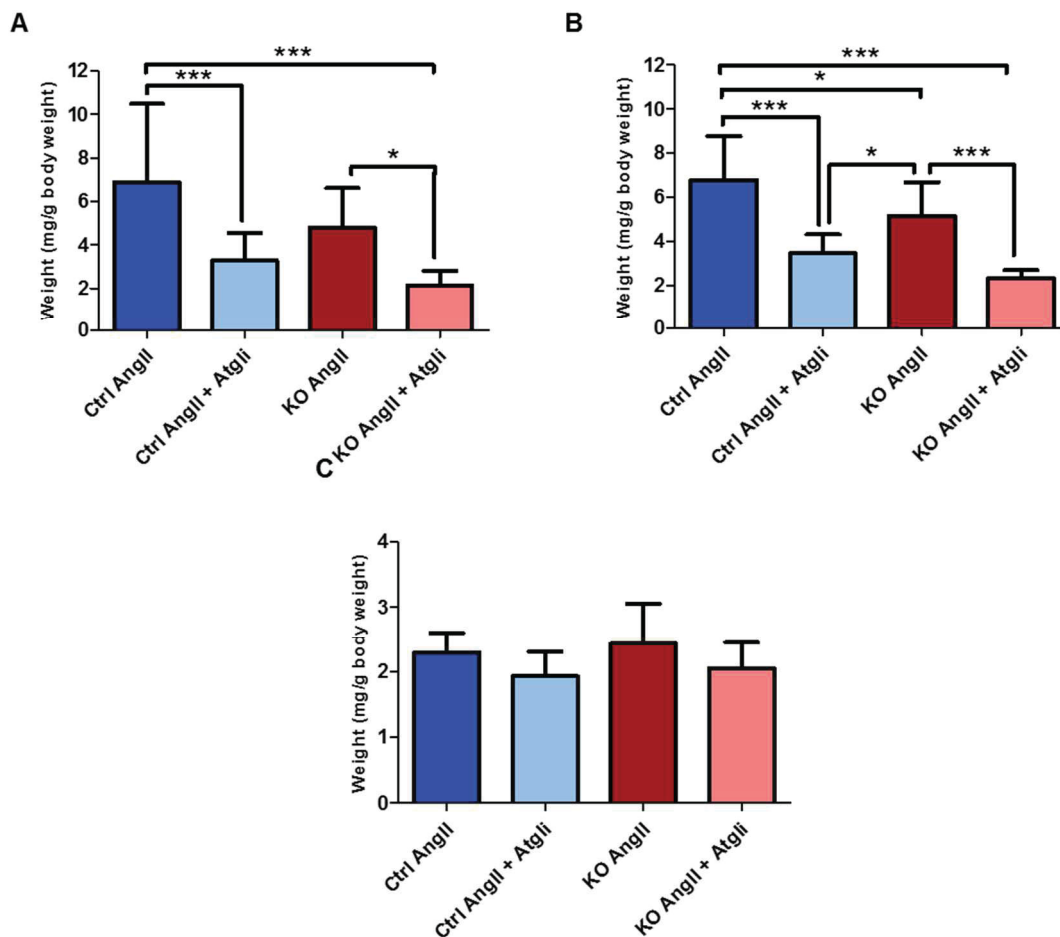 A
Weight (mg/g body weight)
12
10
8
6
4
2
0
***
***
*
Ctrl AngII
Ctrl AngII + Atgli
KO AngII
KO AngII + Atgli
B
Weight (mg/g body weight)
12
10
8
6
4
2
0
***
*
***
*
***
Ctrl AngII
Ctrl AngII + Atgli
KO AngII
KO AngII + Atgli
C
Weight (mg/g body weight)
4
3
2
1
0
Ctrl AngII
Ctrl AngII + Atgli
KO AngII
KO AngII + Atgli